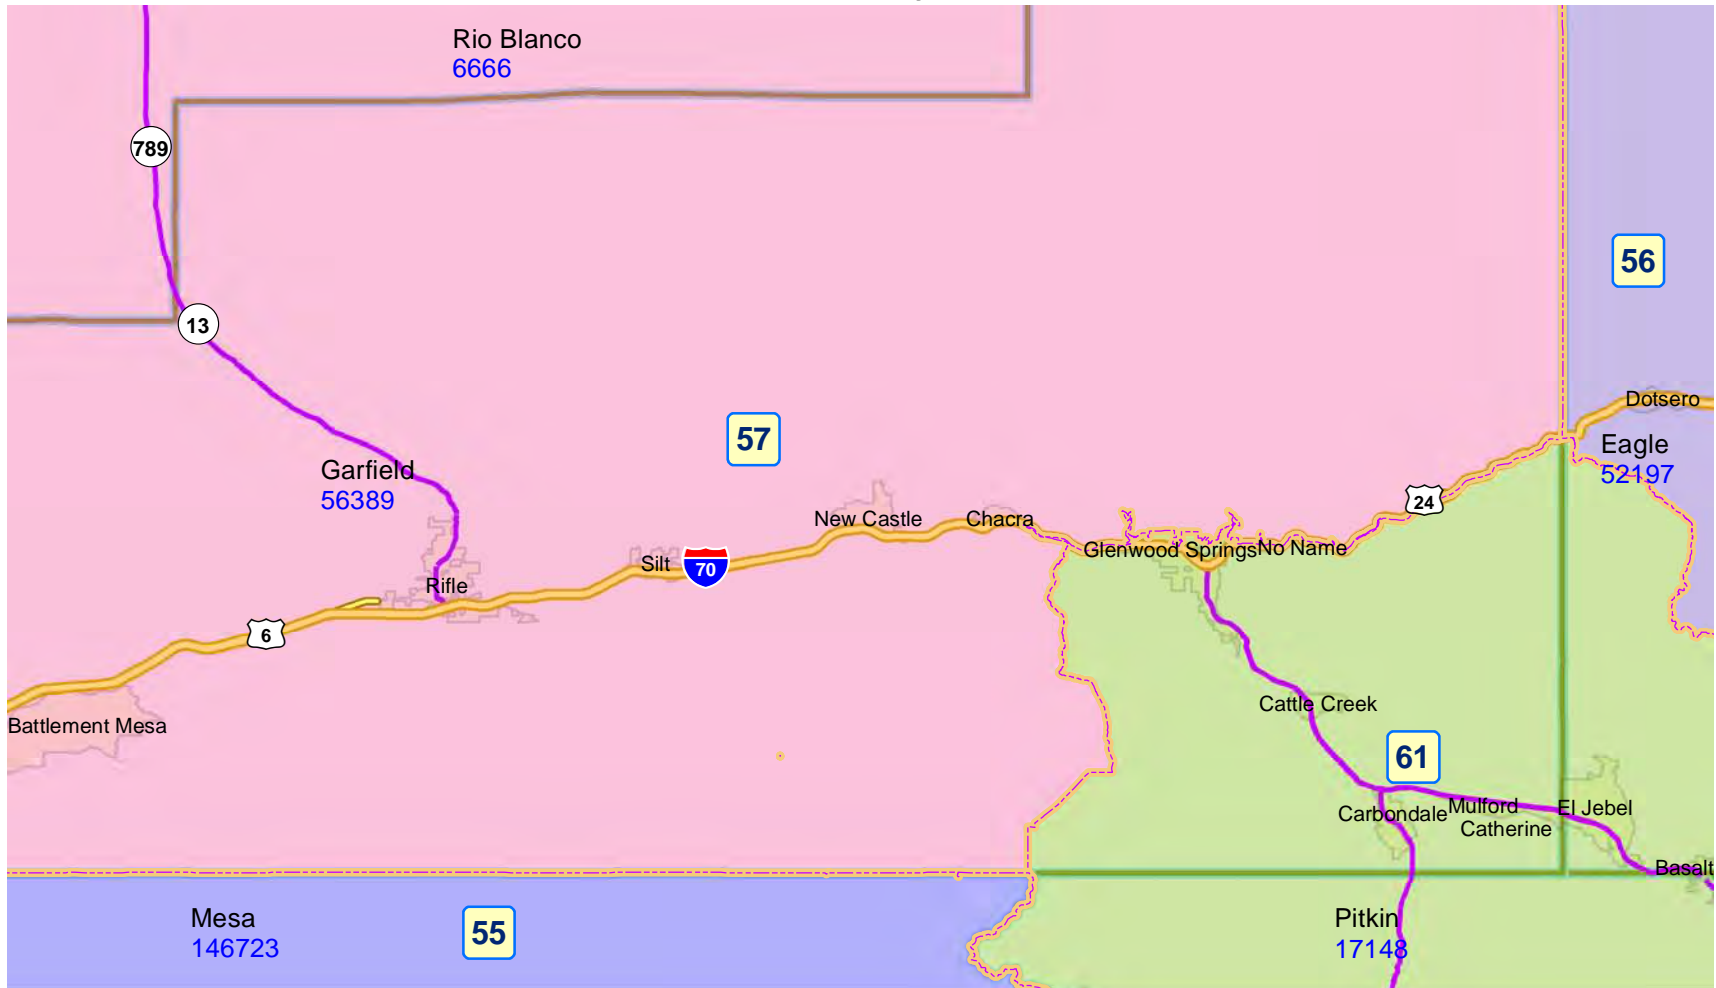 Rio Blanco
6666
789
56
13
Dotsero
57
Eagle
52197
Garfield
56389
24
New Castle
Chacra
Glenwood Springs
No Name
Silt
70
Rifle
6
Cattle Creek
Battlement Mesa
61
Mulford
El Jebel
Carbondale
Catherine
Basalt
Mesa
146723
55
Pitkin
17148